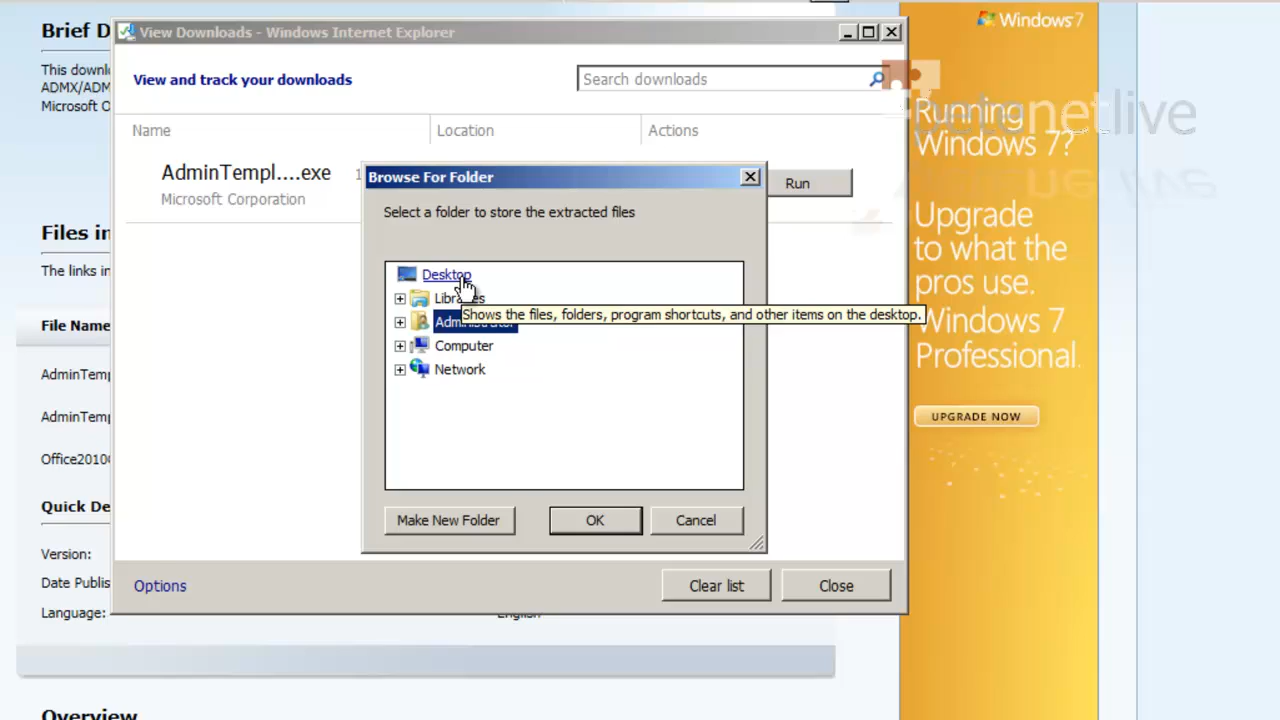 Brief D
This downl
ADMX/ADM
Microsoft O
Files in
The links in
File Name
AdminTemp
AdminTemp
Office2010
Quick De
Version:
Date Publis
Language:
English
Overview
View Downloads - Windows Internet Explorer
View and track your downloads
Search downloads
Name
Location
Actions
AdminTempl....exe
Microsoft Corporation
Run
Browse For Folder
Select a folder to store the extracted files
Desktop
Libraries
Shows the files, folders, program shortcuts, and other items on the desktop.
Administrator
Computer
Network
Make New Folder
OK
Cancel
Options
Clear list
Close
Windows 7
netlive
Running
Windows 7?
Upgrade
to what the
pros use.
Windows 7
Professional.
UPGRADE NOW